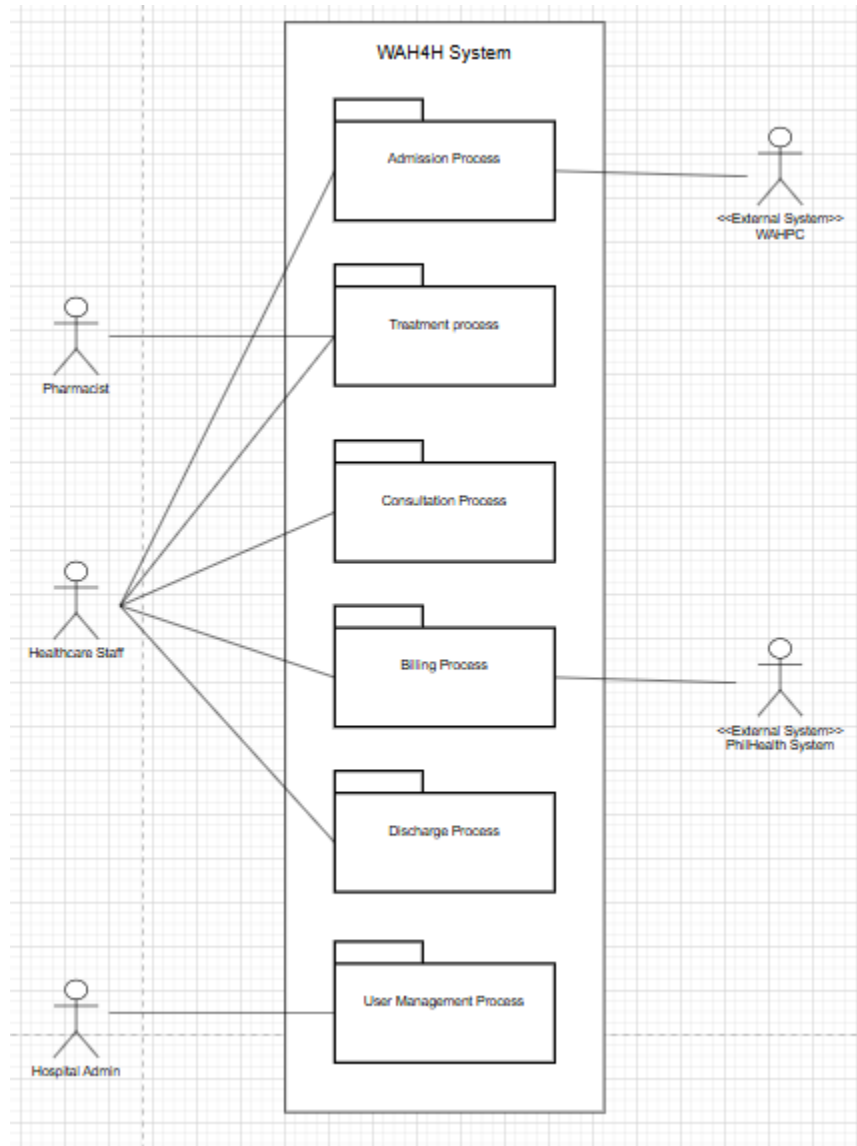 WAH4H System
Admission Process
<<External System>>
WAHPC
Treatment process
Pharmacist
Consultation Process
Healthcare Staff
Billing Process
<<External System>>
PhilHealth System
Discharge Process
User Management Process
Hospital Admin